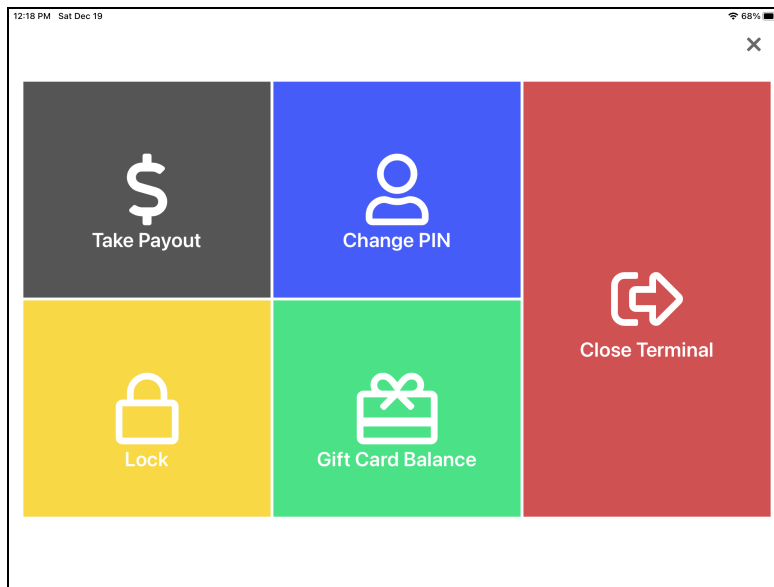 12:18 PM Sat Dec 19
68%
Take Payout
Change PIN
Close Terminal
Lock
Gift Card Balance